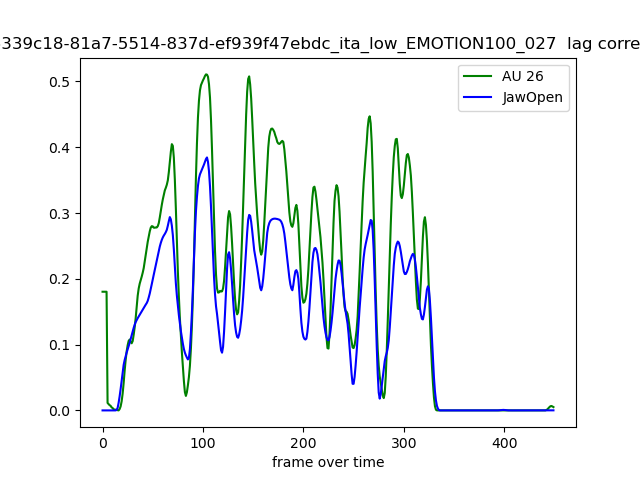 339c18-81a7-5514-837d-ef939f47ebdc_ita_low_EMOTION100_027 lag corre
AU 26
JawOpen
0.5
0.4
0.3
0.2
0.1
0.0
0 100 200 300 400
frame over time